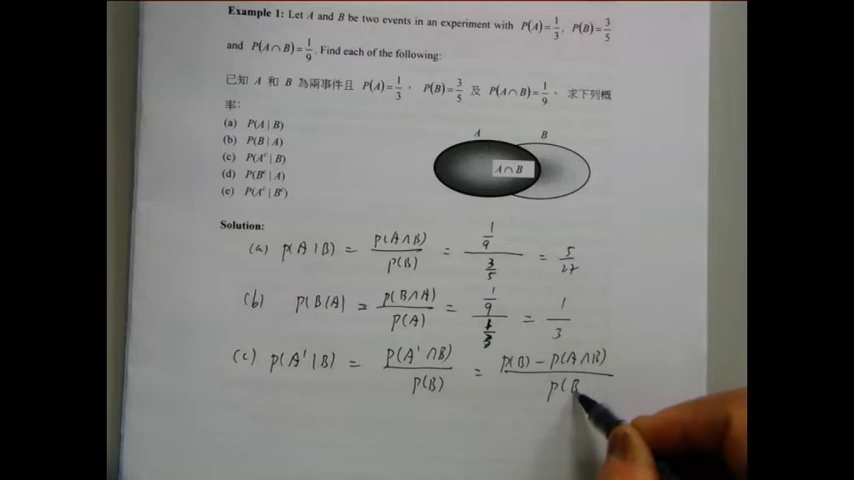 Example 1: Let A and B be two events in an experiment with P(A)=1/3, P(B)=3/5
and P(A∩B)=1/9. Find each of the following:
已知 A 和 B 為兩事件且 P(A)=1/3, P(B)=3/5 及 P(A∩B)=1/9, 求下列概
率:
(a) P(A|B)
(b) P(B|A)
(c) P(A^c|B)
(d) P(B^c|A)
(e) P(A^c|B^c)
A B
A∩B
Solution:
(a) p(A|B) = p(A∩B)/p(B) = (1/9)/(3/5) = 5/27
(b) p(B|A) = p(B∩A)/p(A) = (1/9)/(1/3) = 1/3
(c) p(A'|B) = p(A'∩B)/p(B) = p(B) - p(A∩B)/p(B